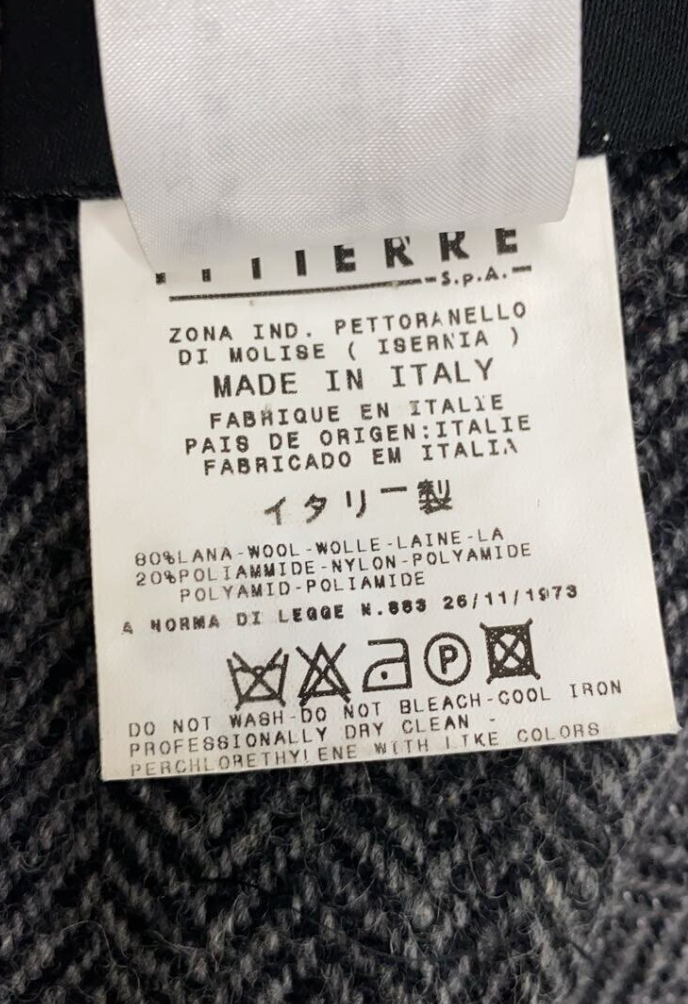 S.p.A.
ZONA IND. PETTORANELLO
DI MOLISE ( ISERNIA )
MADE IN ITALY
FABRIQUE EN ITALIE
PAIS DE ORIGEN:ITALIE
FABRICADO EM ITALIA
イタリー製
80%LANA-WOOL-WOLLE-LAINE-LA
20%POLIAMMIDE-NYLON-POLYAMIDE
POLYAMID-POLIAMIDE
A NORMA DI LEGGE N.883 26/11/1973
P
DO NOT WASH-DO NOT BLEACH-COOL IRON
PROFESSIONALLY DRY CLEAN -
PERCHLORETHYLENE WITH LIKE COLORS